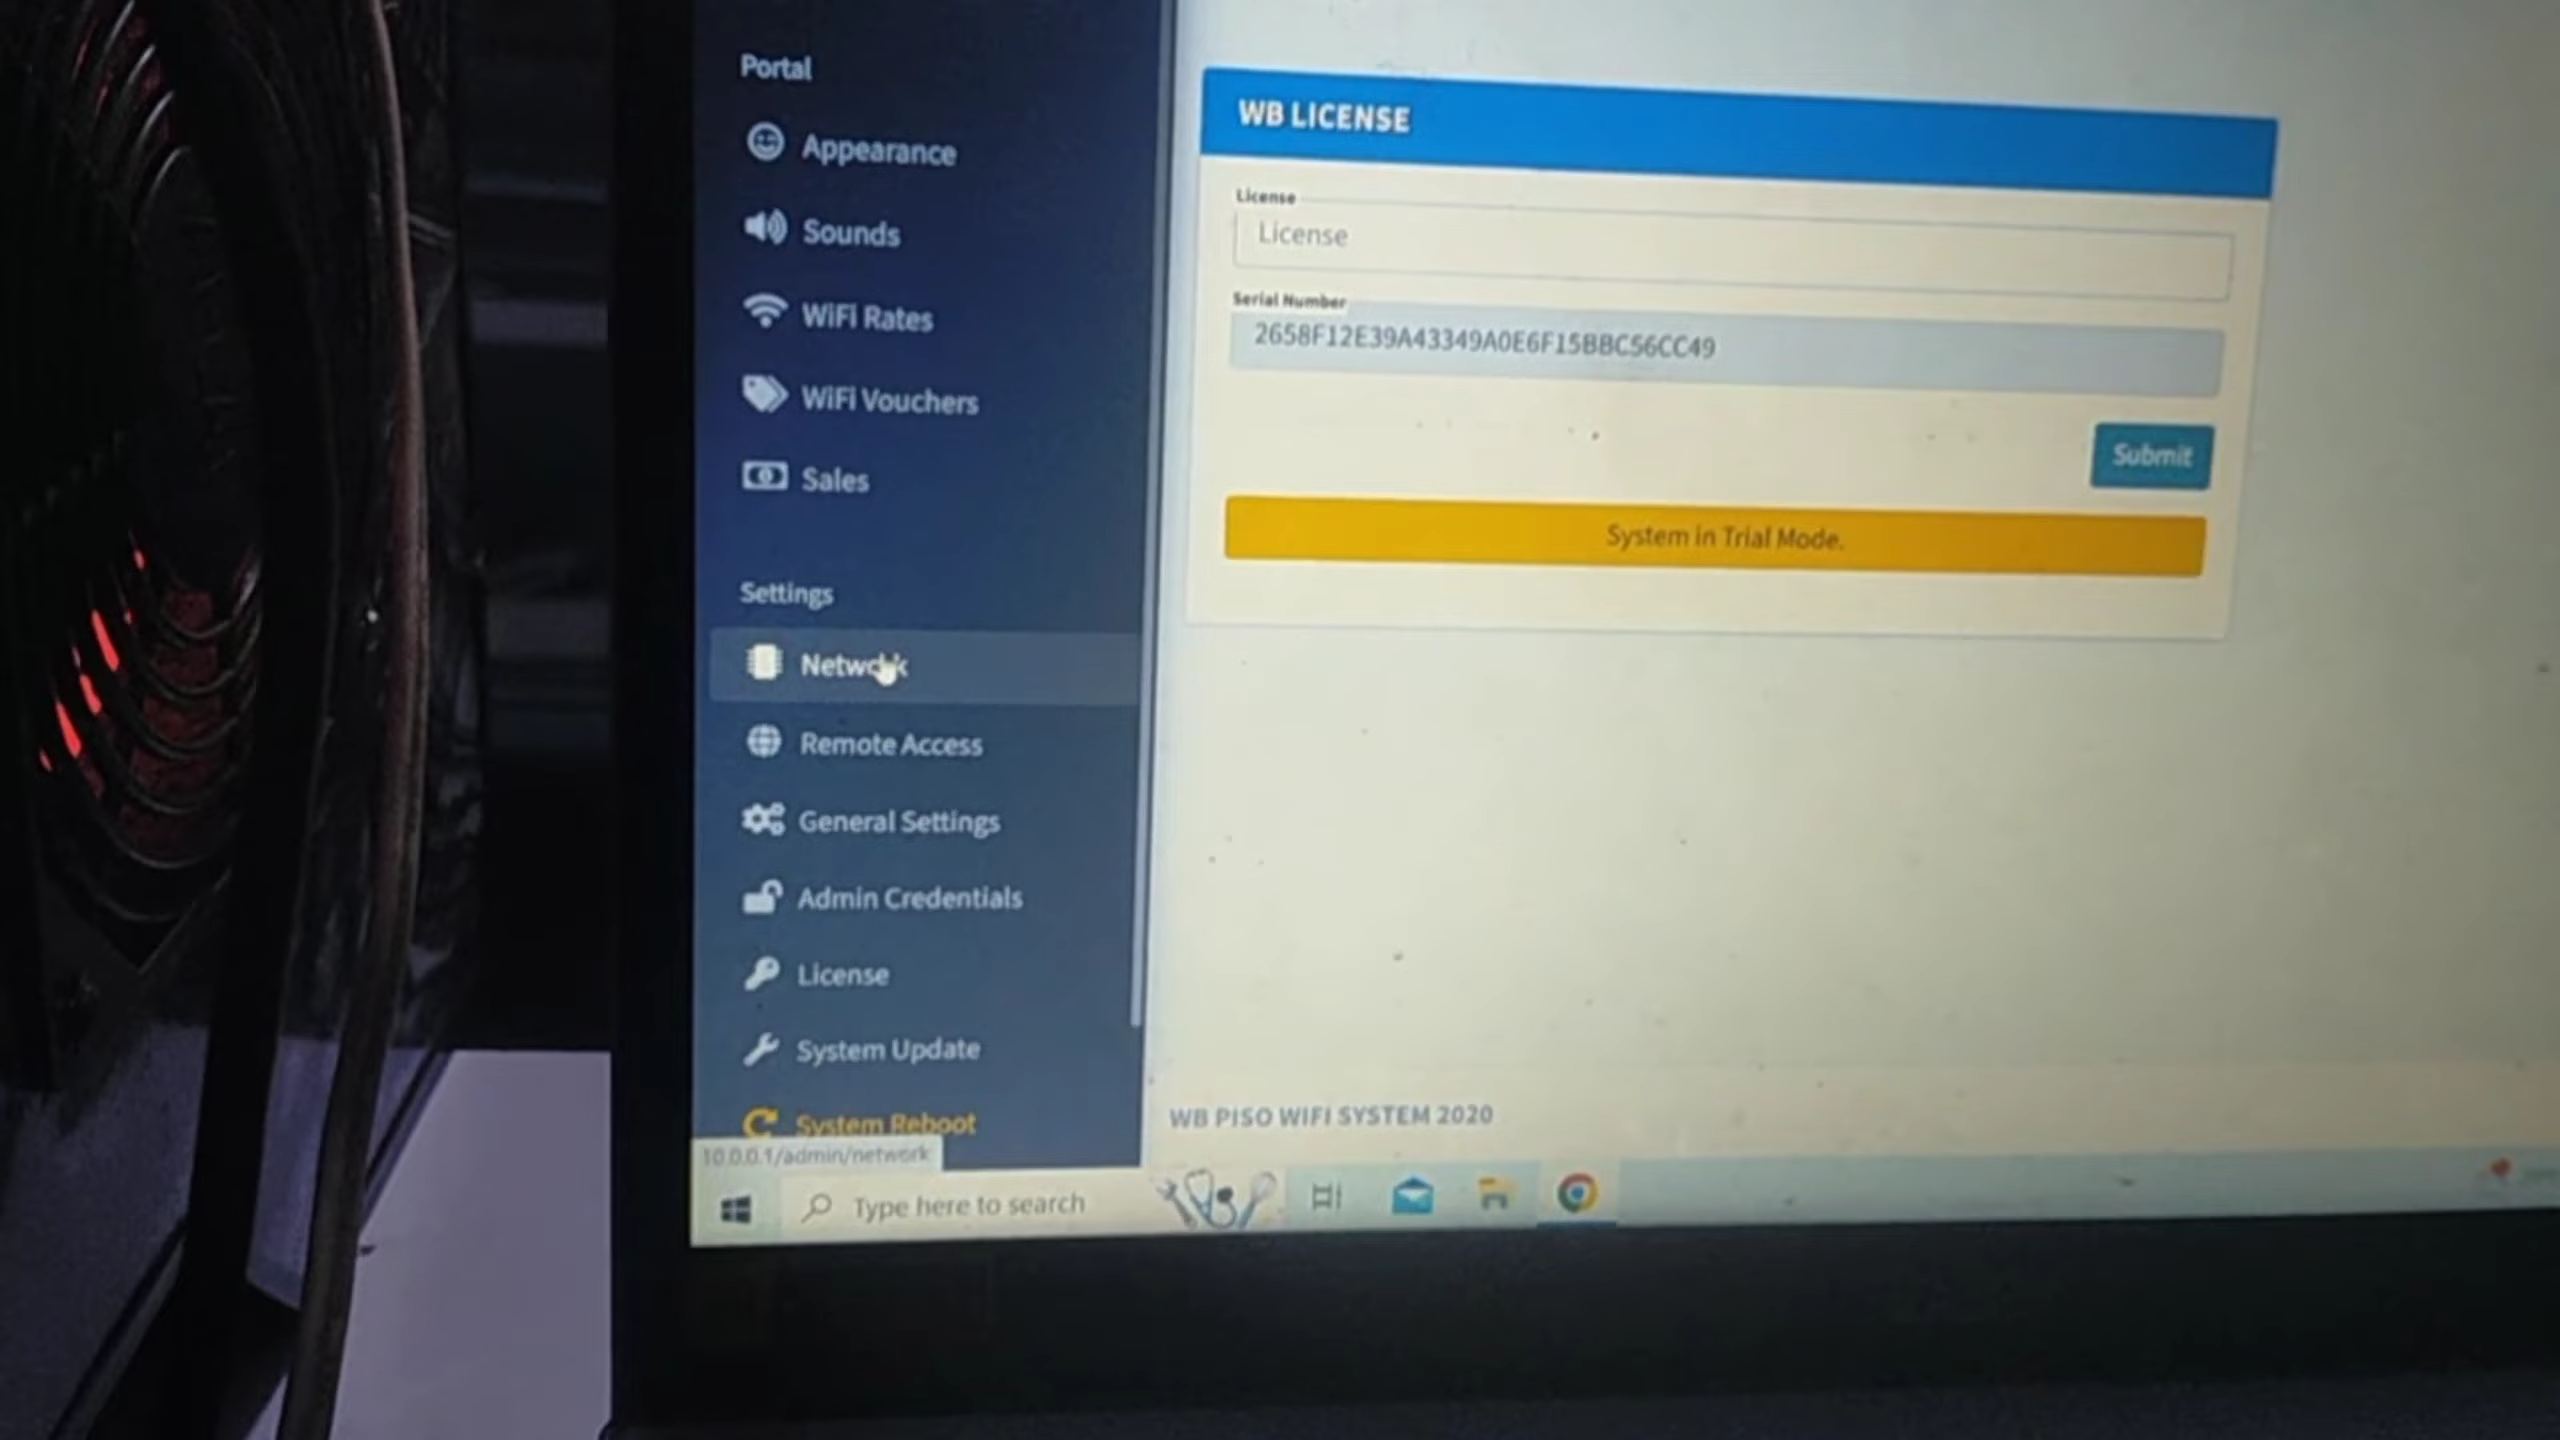 Portal
Appearance
Sounds
WiFi Rates
WiFi Vouchers
Sales
Settings
Network
Remote Access
General Settings
Admin Credentials
License
System Update
System Reboot
10.0.0.1/admin/network
WB LICENSE
License
License
Serial Number
2658F12E39A43349A0E6F15BBC56CC49
Submit
System in Trial Mode.
WB PISO WIFI SYSTEM 2020
Type here to search